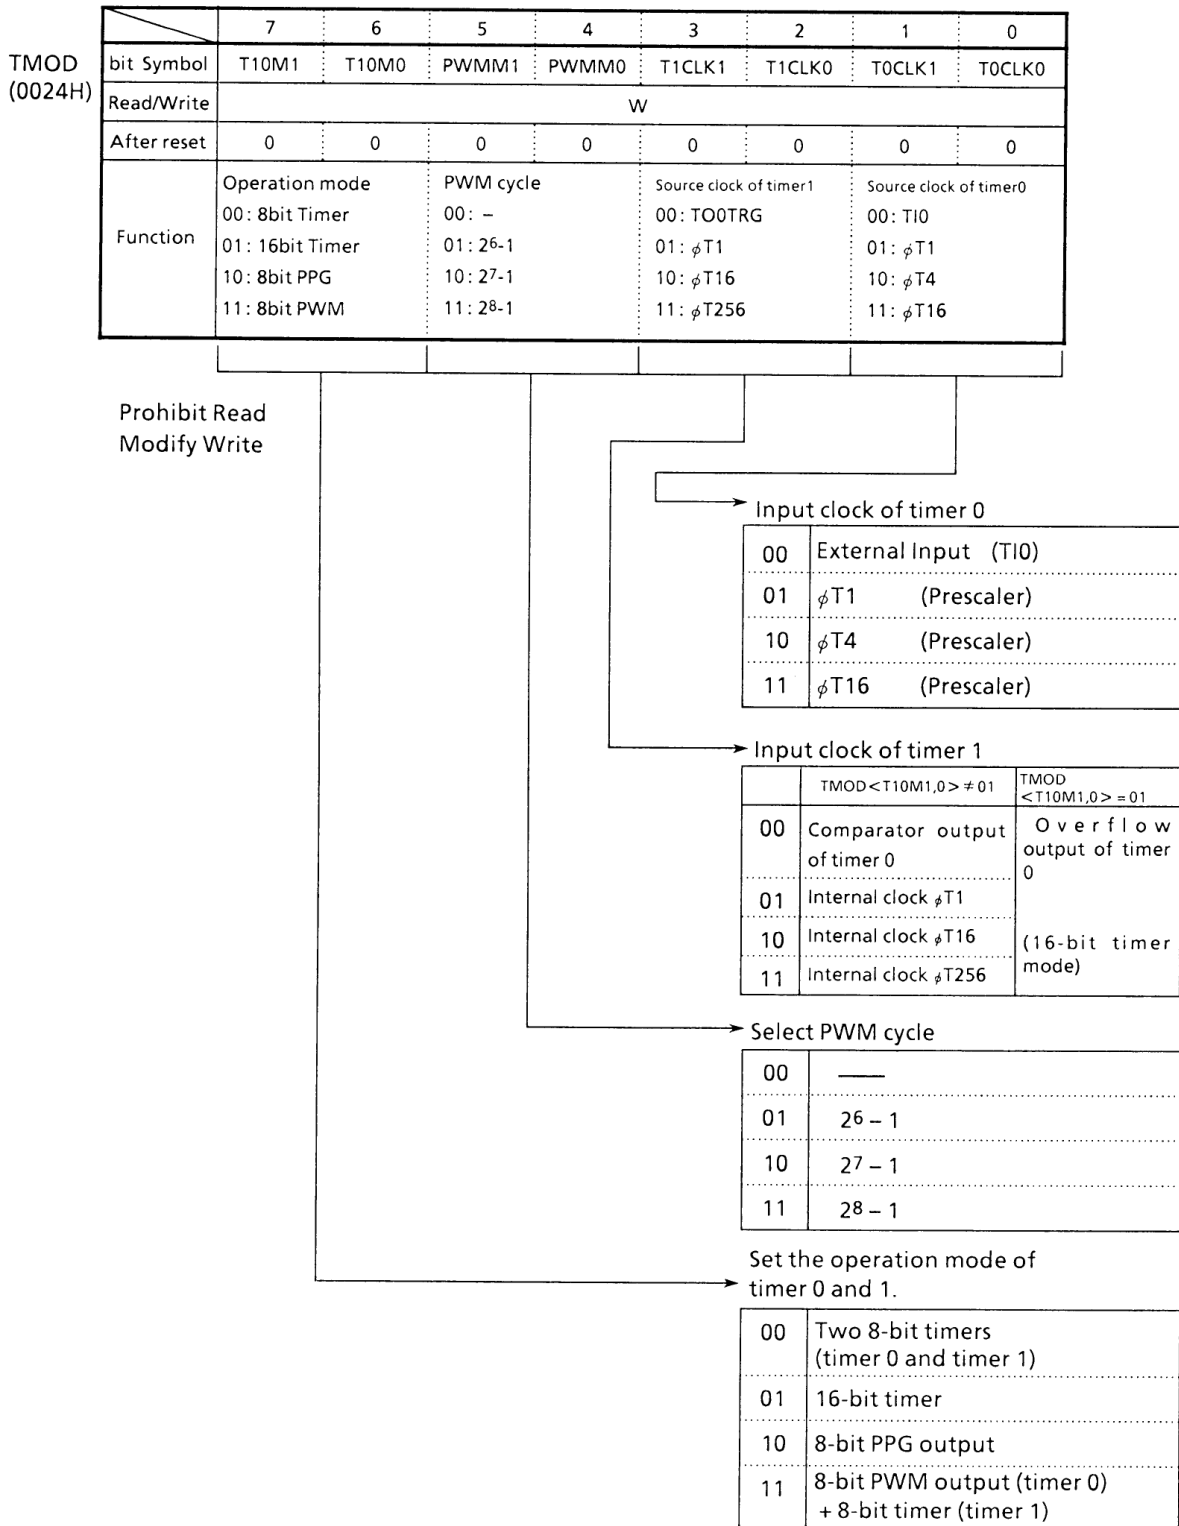 7 6 5 4 3 2 1 0
TMOD (0024H)
bit Symbol T10M1 T10M0 PWMM1 PWMM0 T1CLK1 T1CLK0 T0CLK1 T0CLK0
Read/Write W
After reset 0 0 0 0 0 0 0 0
Function
Operation mode PWM cycle Source clock of timer1 Source clock of timer0
00: 8bit Timer 00: – 00: TO0TRG 00: TI0
01: 16bit Timer 01: 2⁶-1 01: ϕT1 01: ϕT1
10: 8bit PPG 10: 2⁷-1 10: ϕT16 10: ϕT4
11: 8bit PWM 11: 2⁸-1 11: ϕT256 11: ϕT16
Prohibit Read
Modify Write
Input clock of timer 0
00 External Input (TI0)
01 ϕT1 (Prescaler)
10 ϕT4 (Prescaler)
11 ϕT16 (Prescaler)
Input clock of timer 1
TMOD<T10M1,0>≠01 TMOD
<T10M1,0>=01
00 Comparator output
of timer 0
01 Internal clock ϕT1
10 Internal clock ϕT16
11 Internal clock ϕT256
Overflow
output of timer
0
(16-bit timer
mode)
Select PWM cycle
00 ——
01 2⁶ – 1
10 2⁷ – 1
11 2⁸ – 1
Set the operation mode of
timer 0 and 1.
00 Two 8-bit timers
(timer 0 and timer 1)
01 16-bit timer
10 8-bit PPG output
11 8-bit PWM output (timer 0)
+ 8-bit timer (timer 1)